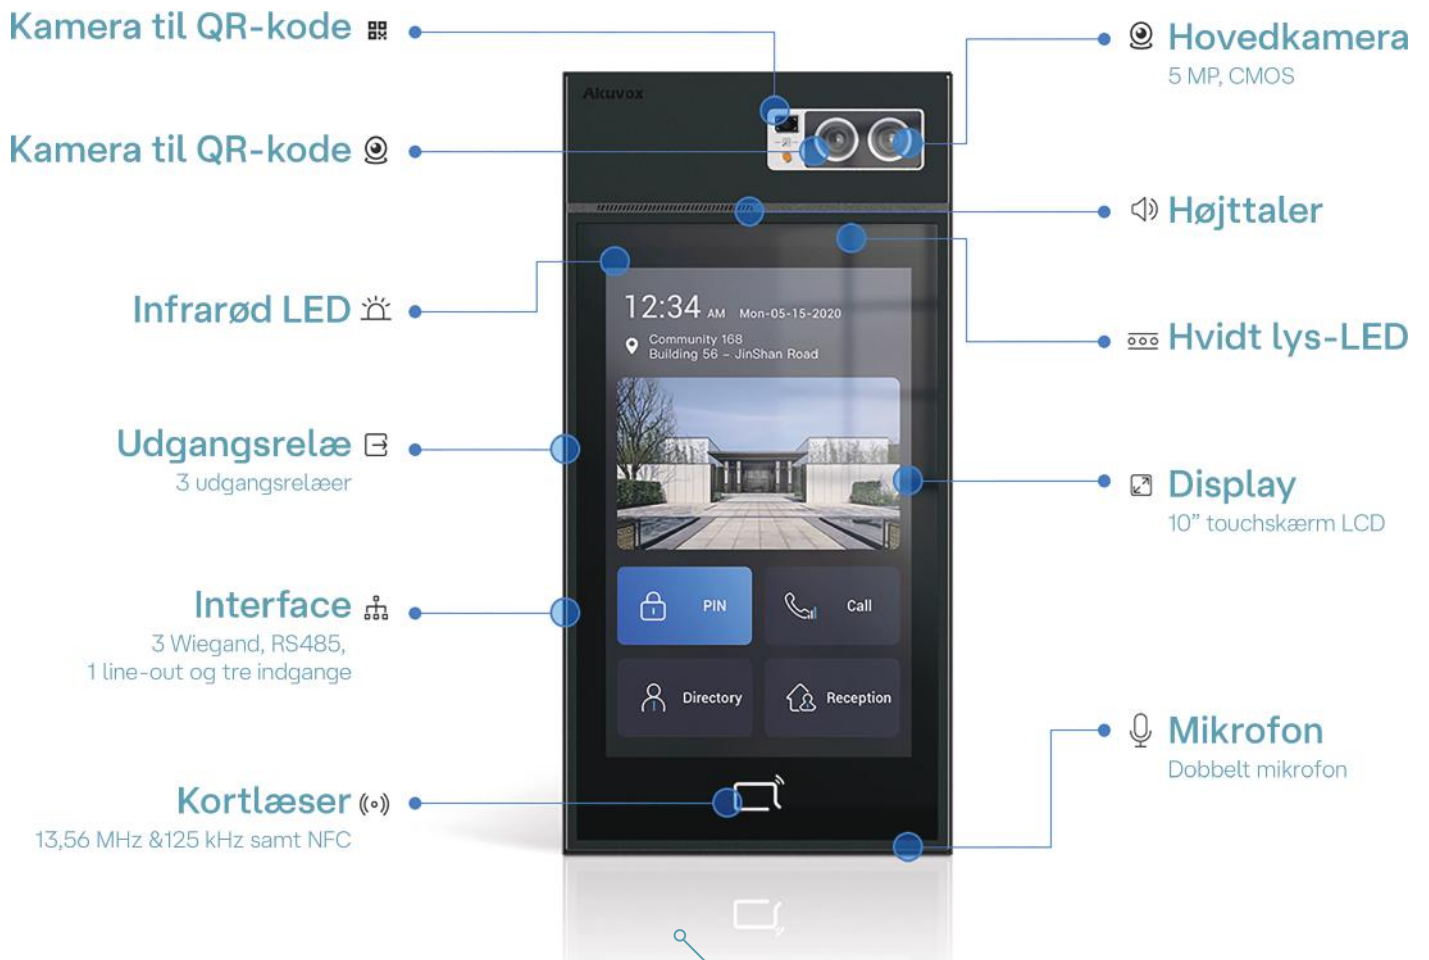 Kamera til QR-kode
Kamera til QR-kode
Infrarød LED
Udgangsrelæ
3 udgangsrelæer
Interface
3 Wiegand, RS485,
1 line-out og tre indgange
Kortlæser
13,56 MHz &125 kHz samt NFC
Akuvox
12:34 AM Mon-05-15-2020
Community 168
Building 56 - JinShan Road
PIN
Call
Directory
Reception
Hovedkamera
5 MP, CMOS
Højttaler
Hvidt lys-LED
Display
10” touchskærm LCD
Mikrofon
Dobbelt mikrofon